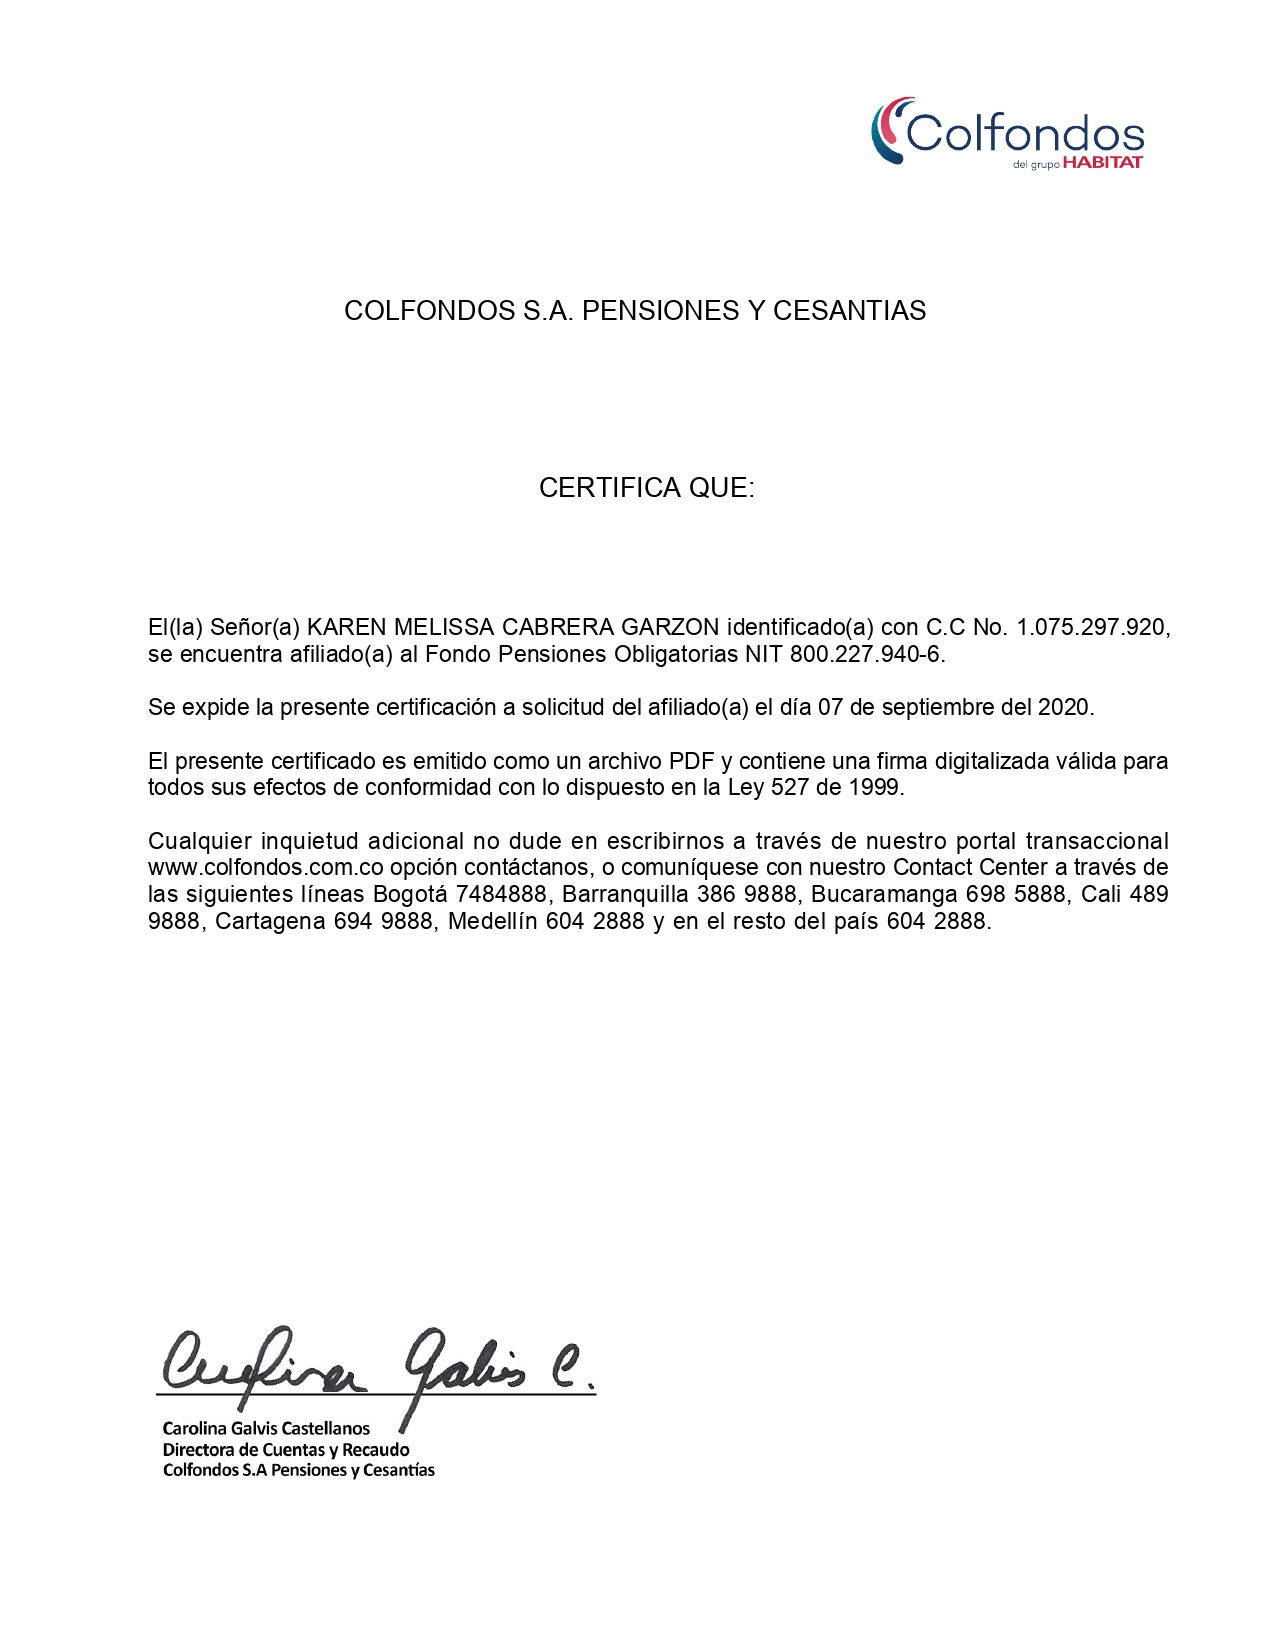 Colfondos
del grupo HABITAT
COLFONDOS S.A. PENSIONES Y CESANTIAS
CERTIFICA QUE:
El(la) Señor(a) KAREN MELISSA CABRERA GARZON identificado(a) con C.C No. 1.075.297.920,
se encuentra afiliado(a) al Fondo Pensiones Obligatorias NIT 800.227.940-6.
Se expide la presente certificación a solicitud del afiliado(a) el día 07 de septiembre del 2020.
El presente certificado es emitido como un archivo PDF y contiene una firma digitalizada válida para
todos sus efectos de conformidad con lo dispuesto en la Ley 527 de 1999.
Cualquier inquietud adicional no dude en escribirnos a través de nuestro portal transaccional
www.colfondos.com.co opción contáctanos, o comuníquese con nuestro Contact Center a través de
las siguientes líneas Bogotá 7484888, Barranquilla 386 9888, Bucaramanga 698 5888, Cali 489
9888, Cartagena 694 9888, Medellín 604 2888 y en el resto del país 604 2888.
Carolina Galvis C.
Carolina Galvis Castellanos
Directora de Cuentas y Recaudo
Colfondos S.A Pensiones y Cesantías